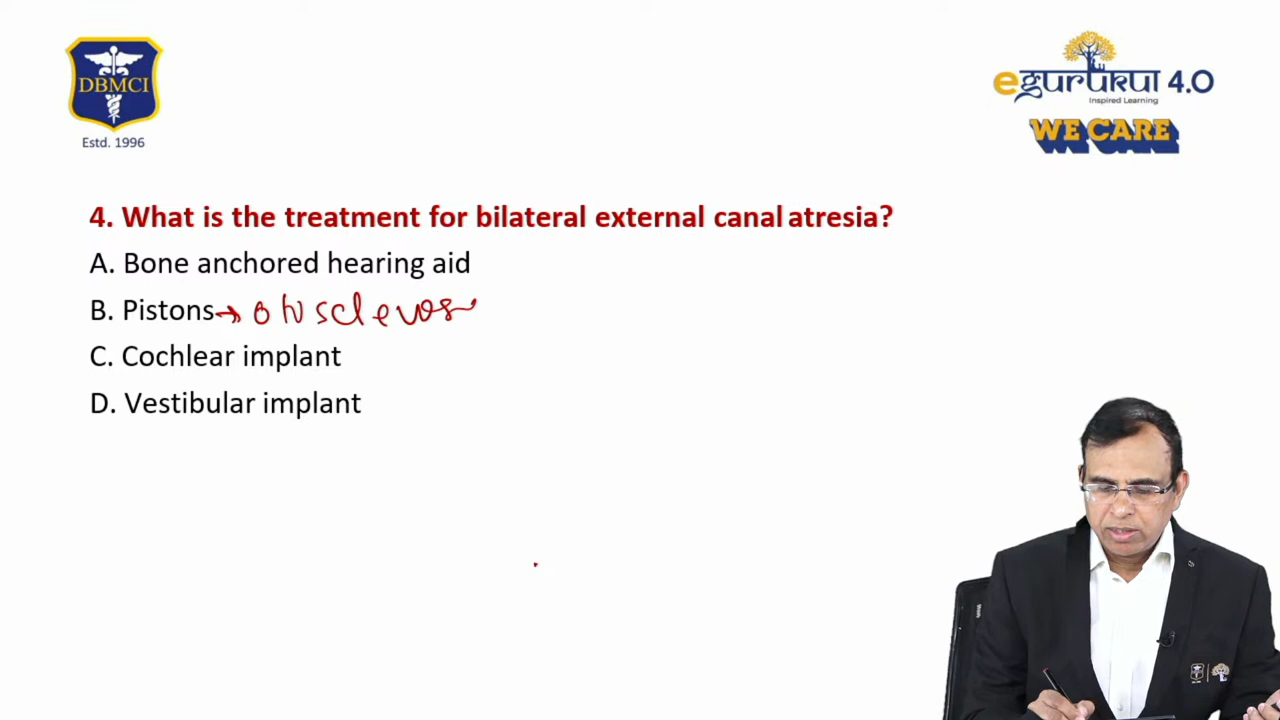 DBMCI
Estd. 1996
egurukul 4.0
Inspired Learning
WE CARE
4. What is the treatment for bilateral external canal atresia?
A. Bone anchored hearing aid
B. Pistons→ otoscleros
C. Cochlear implant
D. Vestibular implant